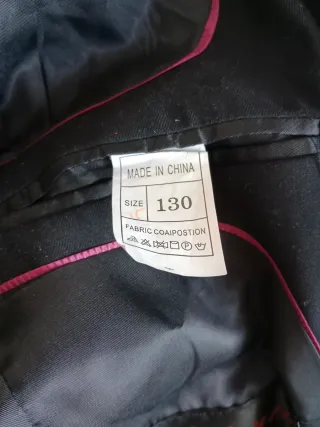 MADE IN CHINA
SIZE 130
FABRIC COAIPOSTION